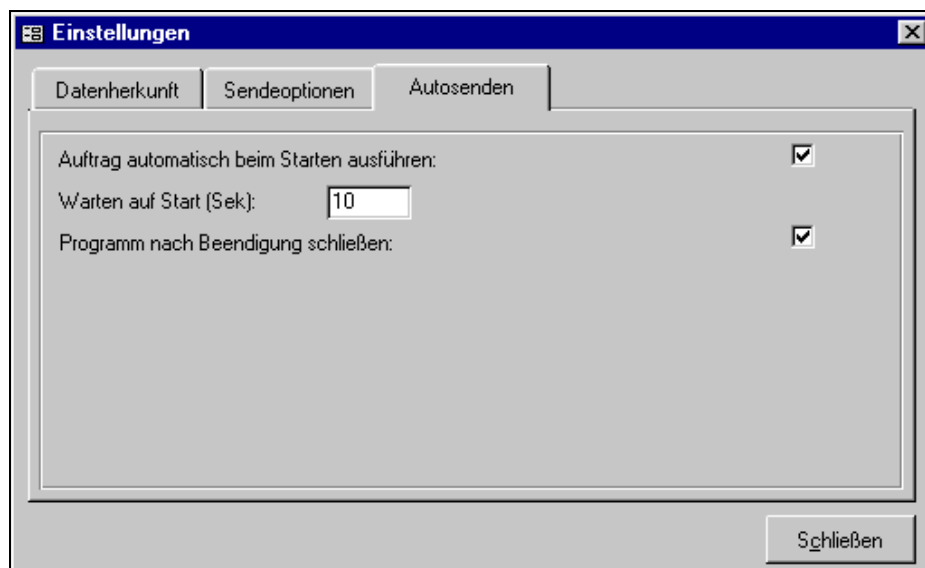 Einstellungen
Datenherkunft
Sendeoptionen
Autosenden
Auftrag automatisch beim Starten ausführen:
Warten auf Start (Sek): 10
Programm nach Beendigung schließen:
Schließen